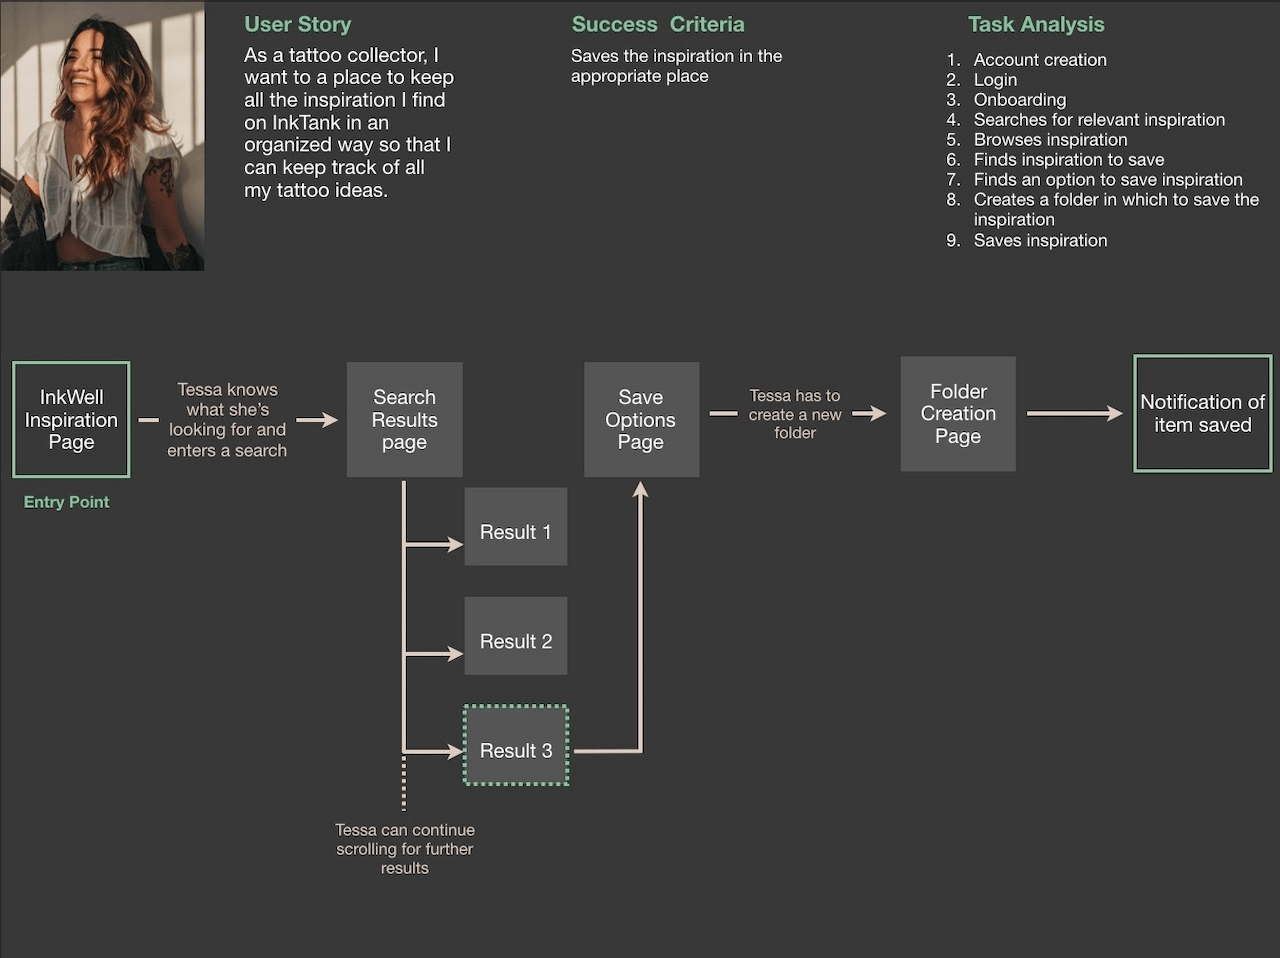 User Story
As a tattoo collector, I
want to a place to keep
all the inspiration I find
on InkTank in an
organized way so that I
can keep track of all
my tattoo ideas.
Success Criteria
Saves the inspiration in the
appropriate place
Task Analysis
1. Account creation
2. Login
3. Onboarding
4. Searches for relevant inspiration
5. Browses inspiration
6. Finds inspiration to save
7. Finds an option to save inspiration
8. Creates a folder in which to save the
inspiration
9. Saves inspiration
InkWell
Inspiration
Page
Entry Point
Tessa knows
what she's
looking for and
enters a search
Search
Results
page
Result 1
Result 2
Result 3
Tessa can continue
scrolling for further
results
Save
Options
Page
Tessa has to
create a new
folder
Folder
Creation
Page
Notification of
item saved